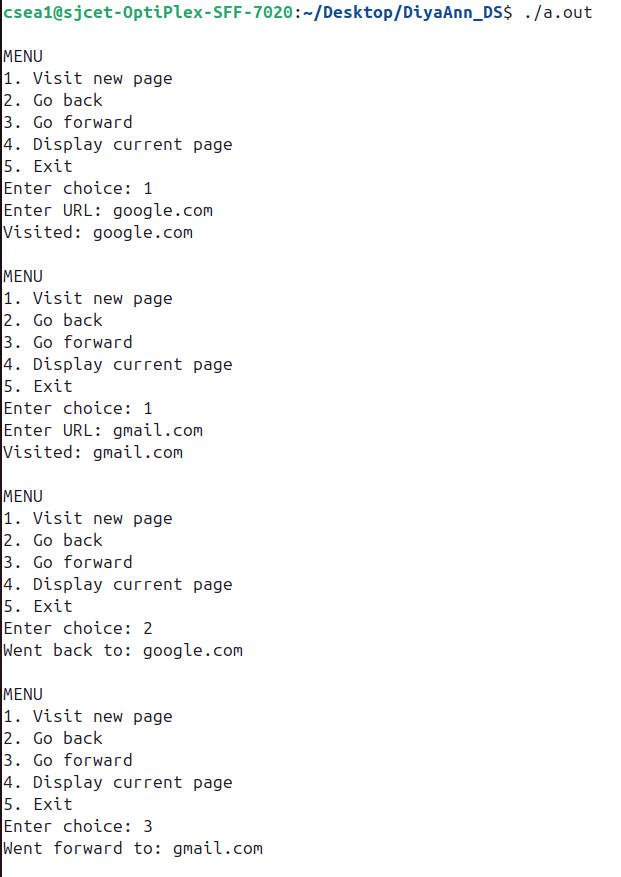 csea1@sjcet-OptiPlex-SFF-7020:~/Desktop/DiyaAnn_DS$ ./a.out
MENU
1. Visit new page
2. Go back
3. Go forward
4. Display current page
5. Exit
Enter choice: 1
Enter URL: google.com
Visited: google.com
MENU
1. Visit new page
2. Go back
3. Go forward
4. Display current page
5. Exit
Enter choice: 1
Enter URL: gmail.com
Visited: gmail.com
MENU
1. Visit new page
2. Go back
3. Go forward
4. Display current page
5. Exit
Enter choice: 2
Went back to: google.com
MENU
1. Visit new page
2. Go back
3. Go forward
4. Display current page
5. Exit
Enter choice: 3
Went forward to: gmail.com